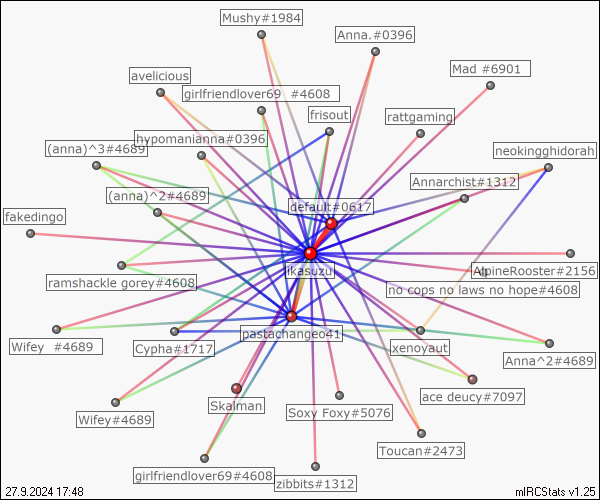 Mushy#1984
Anna.#0396
Mad #6901
avelicious
girlfriendlover69 #4608
frisout
rattgaming
(anna)^3#4689
hypomanianna#0396
neokingghidorah
Annarchist#1312
(anna)^2#4689
default#0617
fakedingo
ikasuzu
AlpineRooster#2156
ramshackle gorey#4608
no cops no laws no hope#4608
pastachangeo41
Wifey #4689
Cypha#1717
xenoyaut
Anna^2#4689
ace deucy#7097
Skalman
Soxy Foxy#5076
Wifey#4689
Toucan#2473
girlfriendlover69#4608
zibbits#1312
27.9.2024 17:48
mIRCStats v1.25